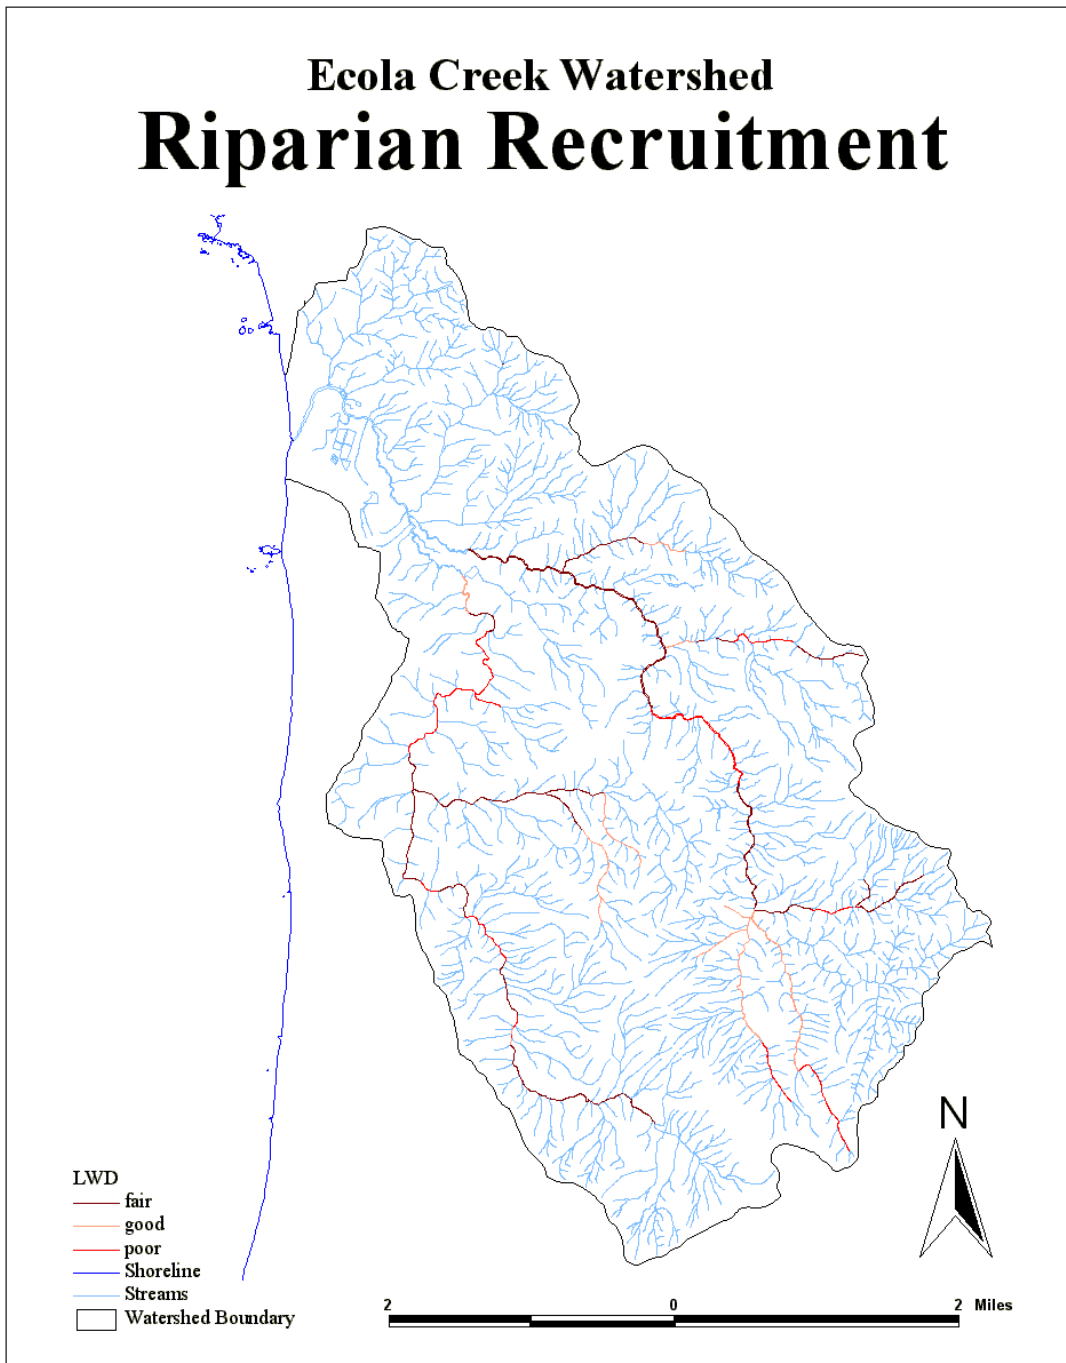 Ecola Creek Watershed
Riparian Recruitment
N
LWD
fair
good
poor
Shoreline
Streams
Watershed Boundary
2 0 2 Miles